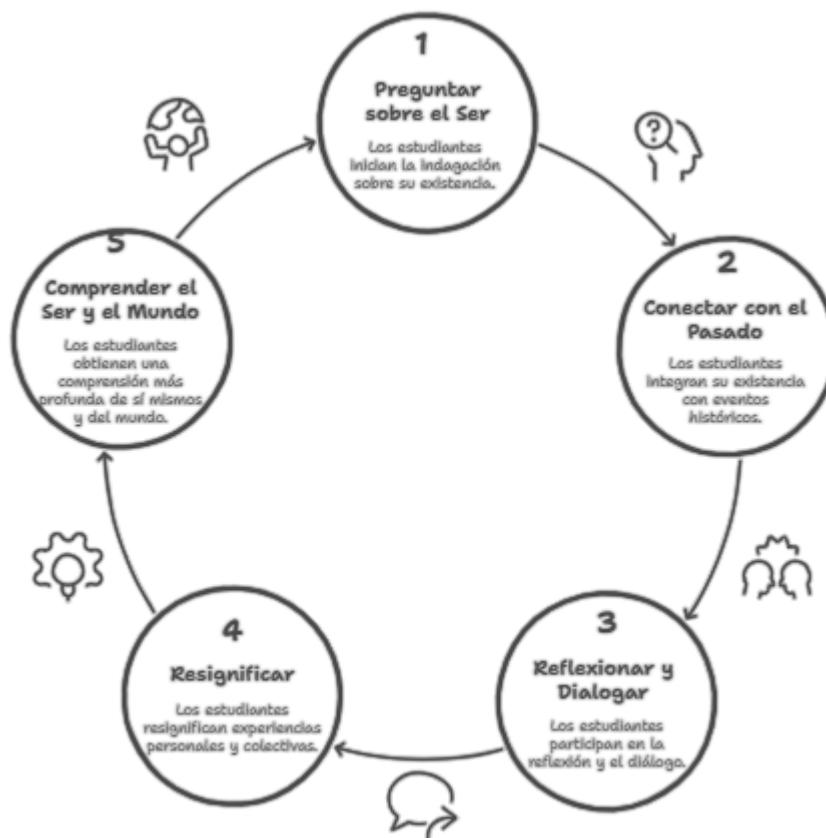 1
Preguntar
sobre el Ser
Los estudiantes
inician la indagación
sobre su existencia.
2
Conectar con el
Pasado
Los estudiantes
integran su existencia
con eventos
históricos.
3
Reflexionar y
Dialogar
Los estudiantes
participan en la
reflexión y el diálogo.
4
Resignificar
Los estudiantes
resignifican experiencias
personales y colectivas.
5
Comprender el
Ser y el Mundo
Los estudiantes
obtienen una
comprensión más
profunda de sí mismos
y del mundo.
?